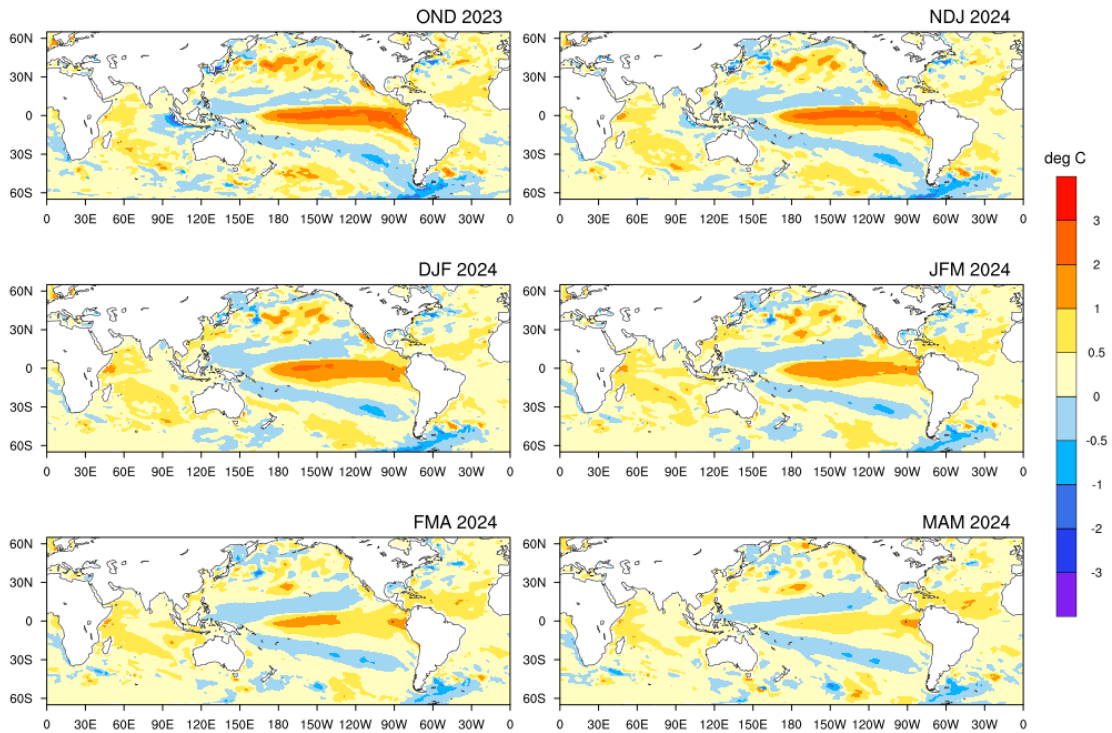 OND 2023
NDJ 2024
60N 30N 0 30S 60S
60N 30N 0 30S 60S
0 30E 60E 90E 120E 150E 180 150W 120W 90W 60W 30W 0
0 30E 60E 90E 120E 150E 180 150W 120W 90W 60W 30W 0
DJF 2024
JFM 2024
60N 30N 0 30S 60S
60N 30N 0 30S 60S
0 30E 60E 90E 120E 150E 180 150W 120W 90W 60W 30W 0
0 30E 60E 90E 120E 150E 180 150W 120W 90W 60W 30W 0
FMA 2024
MAM 2024
60N 30N 0 30S 60S
60N 30N 0 30S 60S
0 30E 60E 90E 120E 150E 180 150W 120W 90W 60W 30W 0
0 30E 60E 90E 120E 150E 180 150W 120W 90W 60W 30W 0
deg C
3
2
1
0.5
0
-0.5
-1
-2
-3